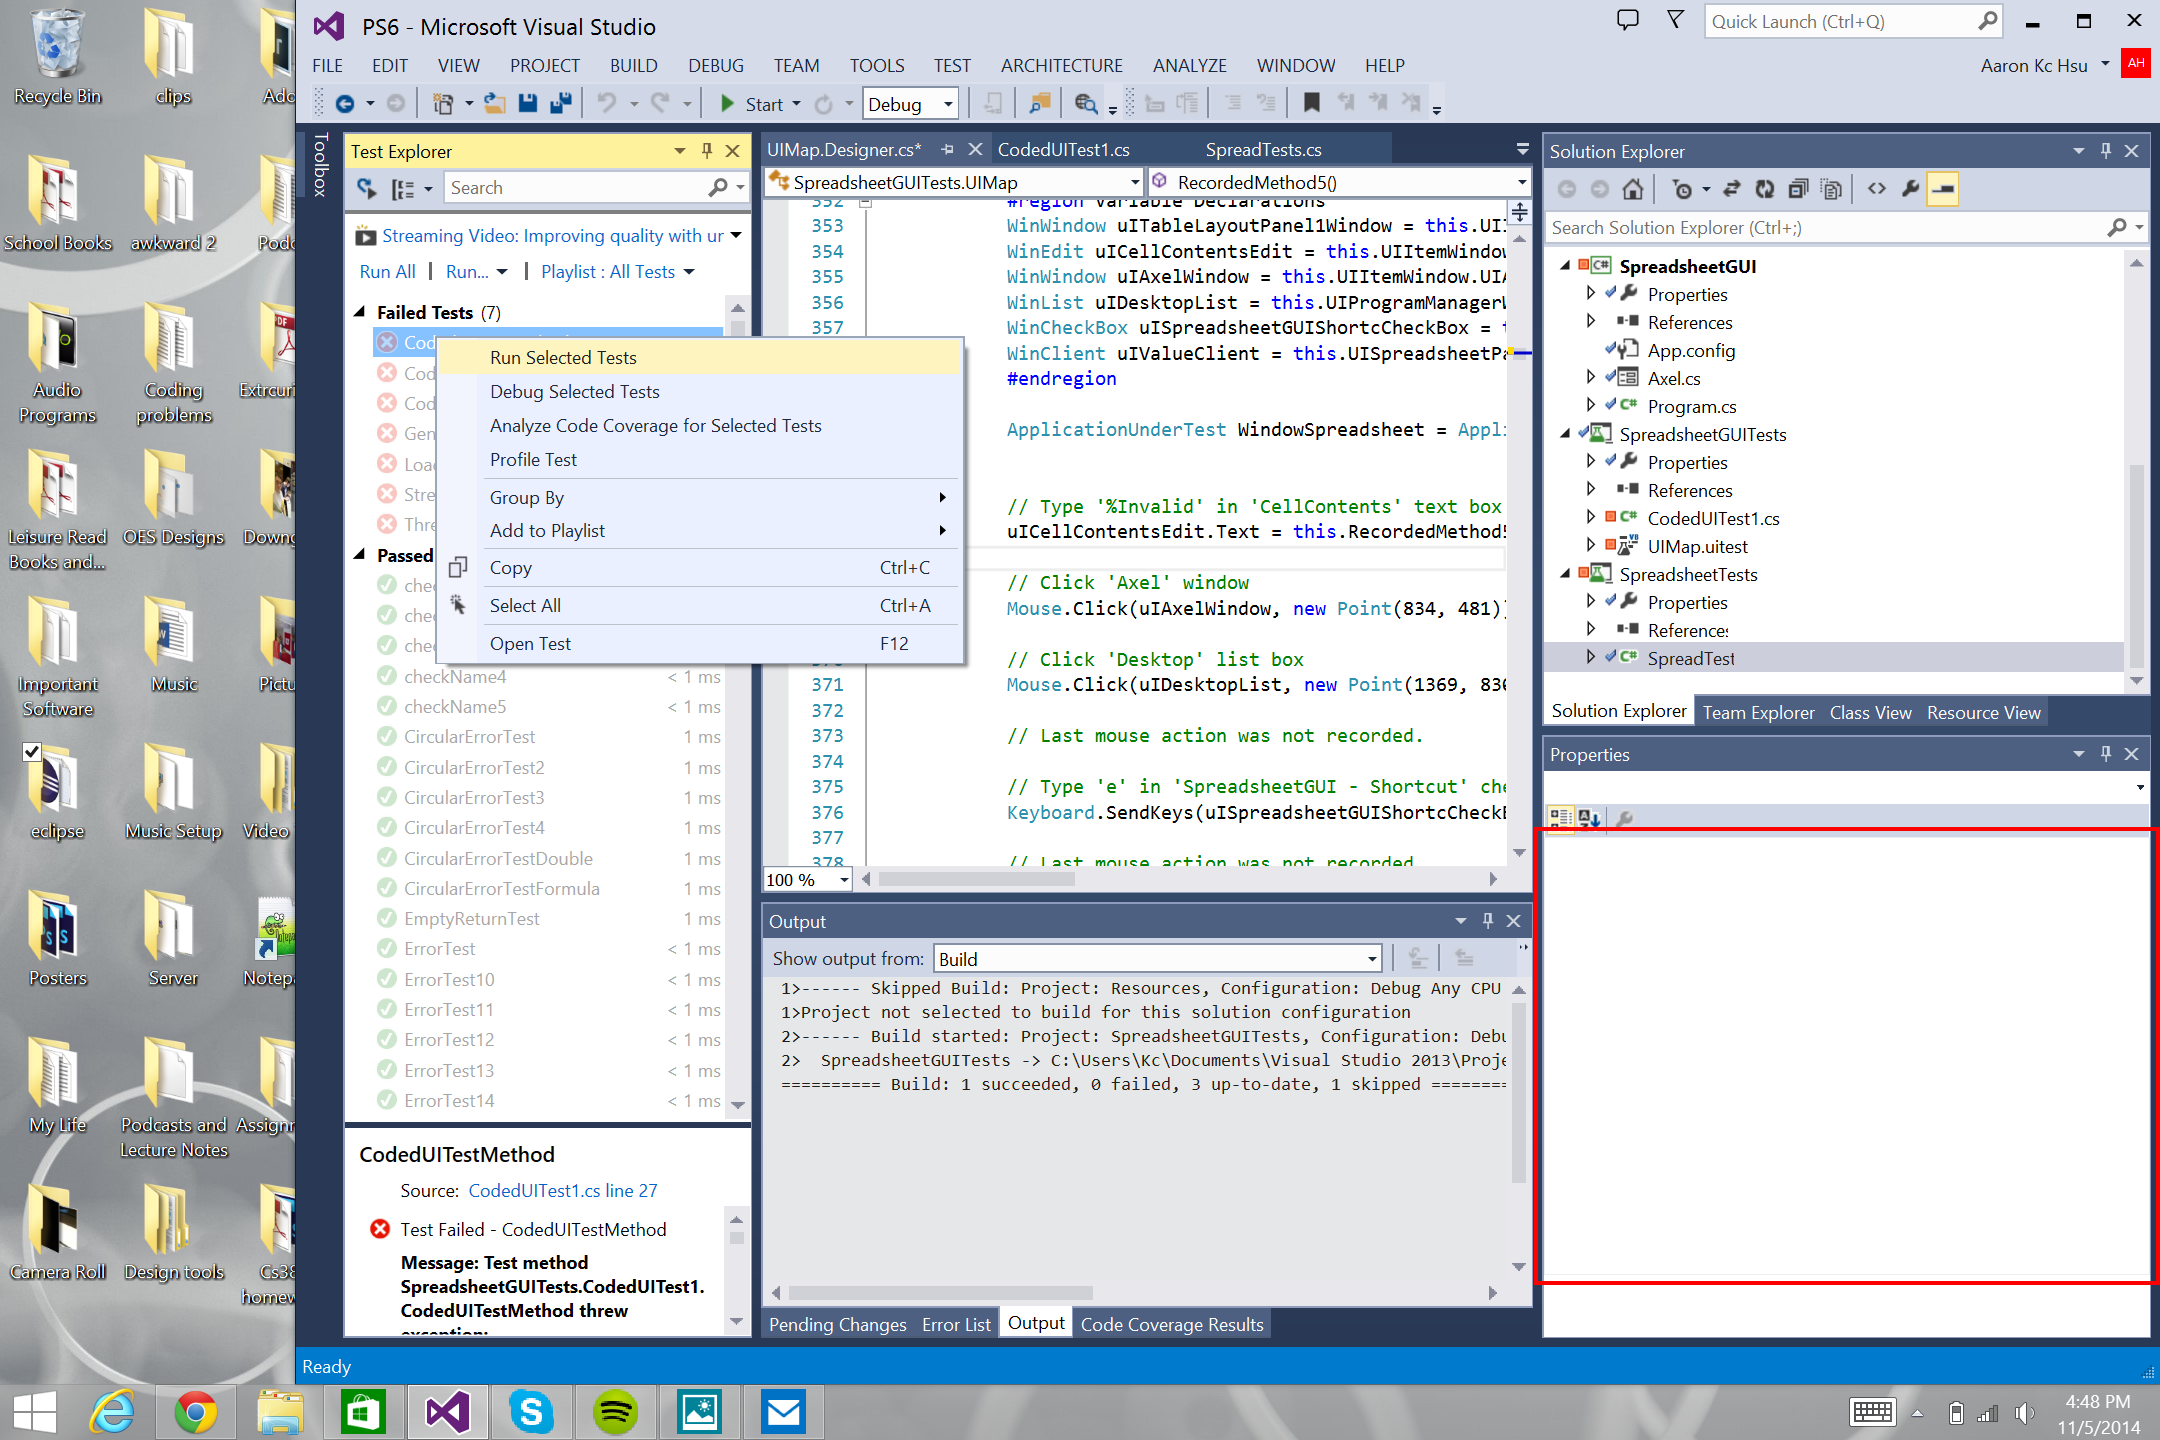 Recycle Bin
clips
Ado
School Books
awkward 2
Podc
Audio
Programs
Coding
problems
Extrcurri
Leisure Read
Books and...
OES Designs
Downg
Important
Software
Music
Pictu
eclipse
Music Setup
Video
Posters
Server
Notep
My Life
Podcasts and
Lecture Notes
Assignn
Camera Roll
Design tools
Cs38
homew
PS6 - Microsoft Visual Studio
Quick Launch (Ctrl+Q)
FILE EDIT VIEW PROJECT BUILD DEBUG TEAM TOOLS TEST ARCHITECTURE ANALYZE WINDOW HELP
Aaron Kc Hsu
AH
Start
Debug
Toolbox
Test Explorer
Search
Streaming Video: Improving quality with ur
Run All | Run... | Playlist : All Tests
Failed Tests (7)
Cod
Cod
Cod
Gen
Loa
Stre
Thre
Passed
che
che
che
checkName4 < 1 ms
checkName5 < 1 ms
CircularErrorTest 1 ms
CircularErrorTest2 1 ms
CircularErrorTest3 1 ms
CircularErrorTest4 1 ms
CircularErrorTestDouble 1 ms
CircularErrorTestFormula 1 ms
EmptyReturnTest 1 ms
ErrorTest < 1 ms
ErrorTest10 < 1 ms
ErrorTest11 < 1 ms
ErrorTest12 < 1 ms
ErrorTest13 < 1 ms
ErrorTest14 < 1 ms
Run Selected Tests
Debug Selected Tests
Analyze Code Coverage for Selected Tests
Profile Test
Group By
Add to Playlist
Copy Ctrl+C
Select All Ctrl+A
Open Test F12
CodedUITestMethod
Source: CodedUITest1.cs line 27
Test Failed - CodedUITestMethod
Message: Test method
SpreadsheetGUITests.CodedUITest1.
CodedUITestMethod threw
exception:
UIMap.Designer.cs* CodedUITest1.cs SpreadTests.cs
SpreadsheetGUITests.UIMap
RecordedMethod5()
352 #region Variable Declarations
353 WinWindow uITableLayoutPanel1Window = this.UI
354 WinEdit uICellContentsEdit = this.UIItemWindow
355 WinWindow uIAxelWindow = this.UIItemWindow.UIA
356 WinList uIDesktopList = this.UIProgramManagerW
357 WinCheckBox uISpreadsheetGUIShortcCheckBox = t
WinClient uIValueClient = this.UISpreadsheetPa
#endregion
ApplicationUnderTest WindowSpreadsheet = Appli
// Type '%Invalid' in 'CellContents' text box
uICellContentsEdit.Text = this.RecordedMethod5
// Click 'Axel' window
Mouse.Click(uIAxelWindow, new Point(834, 481))
// Click 'Desktop' list box
371 Mouse.Click(uIDesktopList, new Point(1369, 836
372
373 // Last mouse action was not recorded.
374
375 // Type 'e' in 'SpreadsheetGUI - Shortcut' che
376 Keyboard.SendKeys(uISpreadsheetGUIShortcCheckB
377
378 // Last mouse action was not recorded
100 %
Output
Show output from: Build
1>------ Skipped Build: Project: Resources, Configuration: Debug Any CPU
1>Project not selected to build for this solution configuration
2>------ Build started: Project: SpreadsheetGUITests, Configuration: Debu
2> SpreadsheetGUITests -> C:\Users\Kc\Documents\Visual Studio 2013\Proje
========== Build: 1 succeeded, 0 failed, 3 up-to-date, 1 skipped ========
Pending Changes Error List Output Code Coverage Results
Solution Explorer
Search Solution Explorer (Ctrl+;)
SpreadsheetGUI
Properties
References
App.config
Axel.cs
Program.cs
SpreadsheetGUITests
Properties
References
CodedUITest1.cs
UIMap.uitest
SpreadsheetTests
Properties
References
SpreadTest
Solution Explorer Team Explorer Class View Resource View
Properties
Ready
4:48 PM
11/5/2014